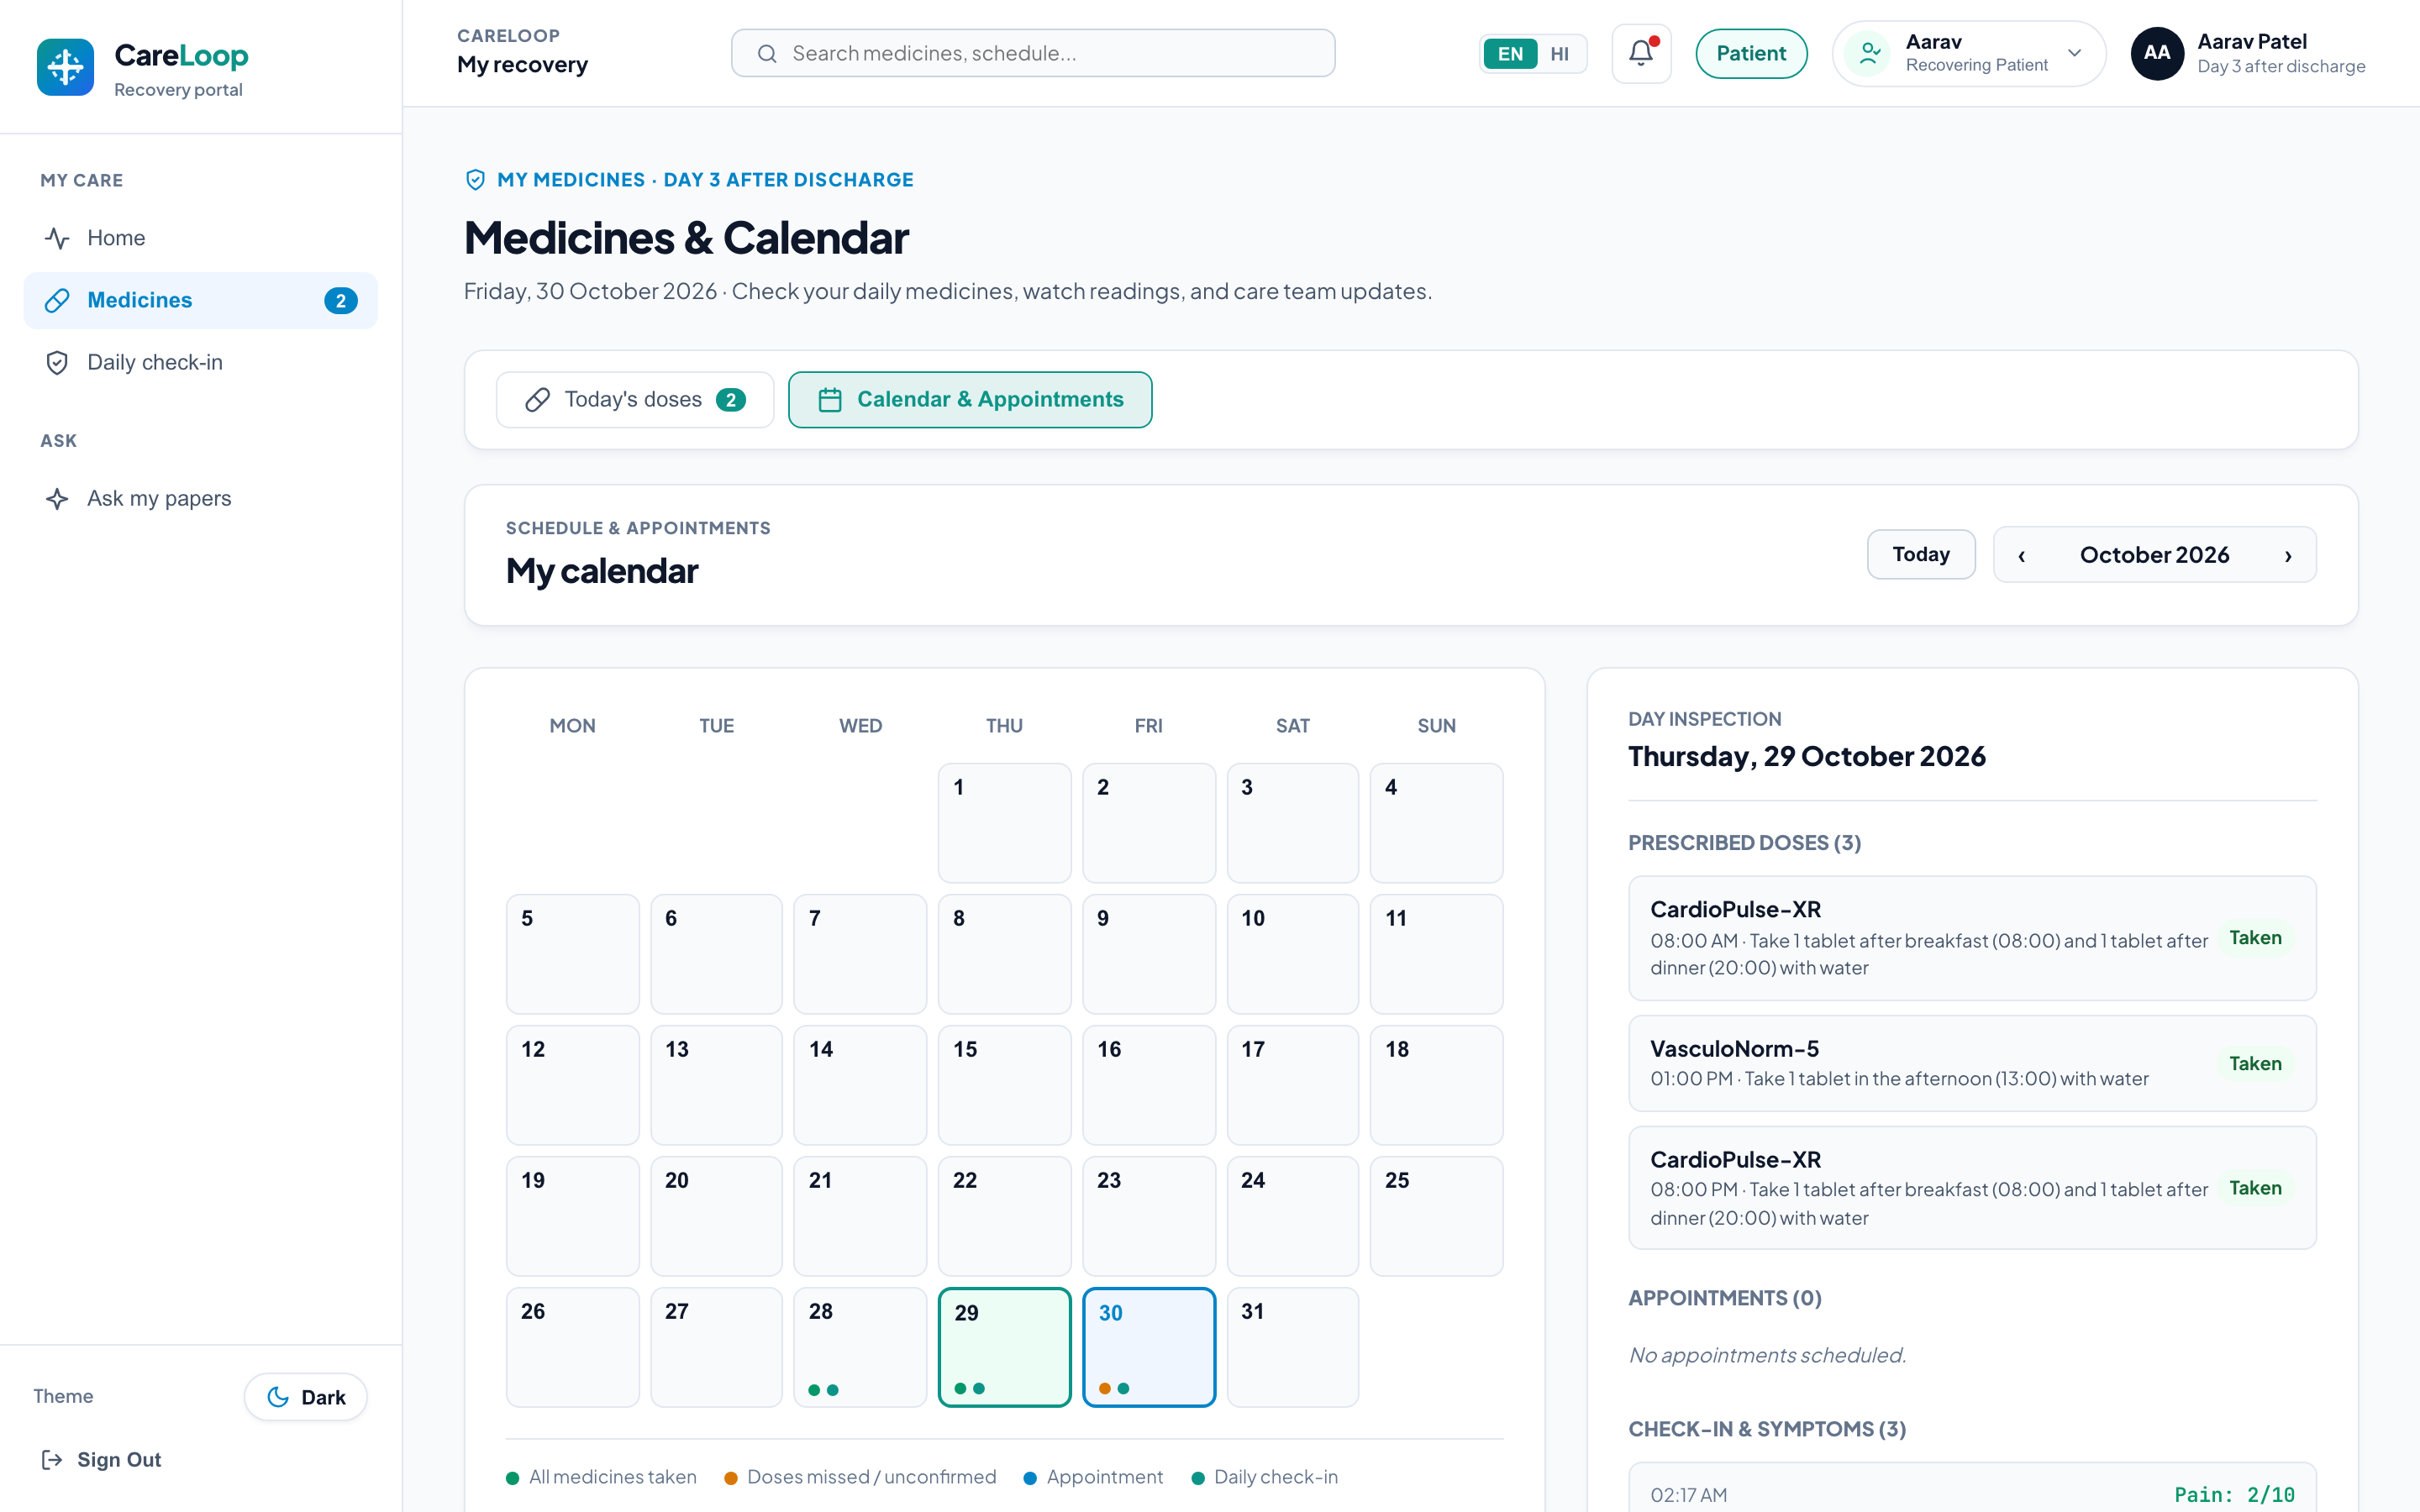 CareLoop
Recovery portal
MY CARE
Home
Medicines 2
Daily check-in
ASK
Ask my papers
Theme
Dark
Sign Out
CARELOOP
My recovery
Search medicines, schedule...
EN HI
Patient
Aarav
Recovering Patient
AA
Aarav Patel
Day 3 after discharge
MY MEDICINES · DAY 3 AFTER DISCHARGE
Medicines & Calendar
Friday, 30 October 2026 · Check your daily medicines, watch readings, and care team updates.
Today's doses 2
Calendar & Appointments
SCHEDULE & APPOINTMENTS
My calendar
Today
‹ October 2026 ›
MON TUE WED THU FRI SAT SUN
1 2 3 4
5 6 7 8 9 10 11
12 13 14 15 16 17 18
19 20 21 22 23 24 25
26 27 28 29 30 31
All medicines taken Doses missed / unconfirmed Appointment Daily check-in
DAY INSPECTION
Thursday, 29 October 2026
PRESCRIBED DOSES (3)
CardioPulse-XR
08:00 AM · Take 1 tablet after breakfast (08:00) and 1 tablet after
dinner (20:00) with water
Taken
VasculoNorm-5
01:00 PM · Take 1 tablet in the afternoon (13:00) with water
Taken
CardioPulse-XR
08:00 PM · Take 1 tablet after breakfast (08:00) and 1 tablet after
dinner (20:00) with water
Taken
APPOINTMENTS (0)
No appointments scheduled.
CHECK-IN & SYMPTOMS (3)
02:17 AM
Pain: 2/10